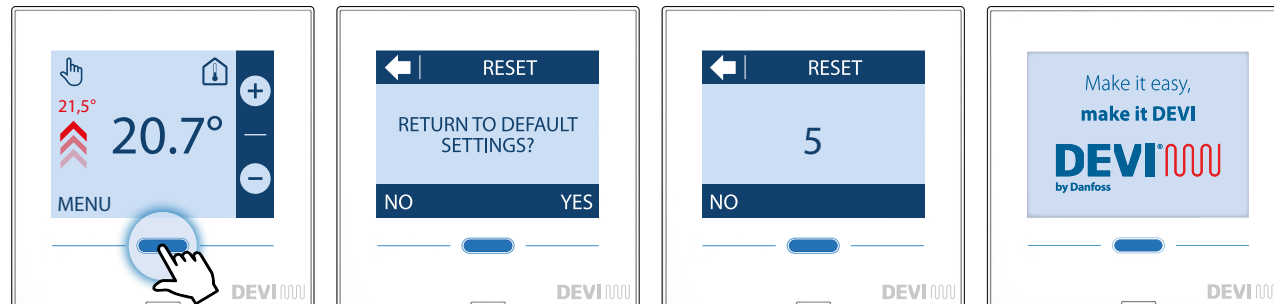 21,5°
20.7°
+
−
MENU
DEVI
RESET
RETURN TO DEFAULT
SETTINGS?
NO YES
DEVI
RESET
5
NO
DEVI
Make it easy,
make it DEVI
DEVI®
by Danfoss
DEVI